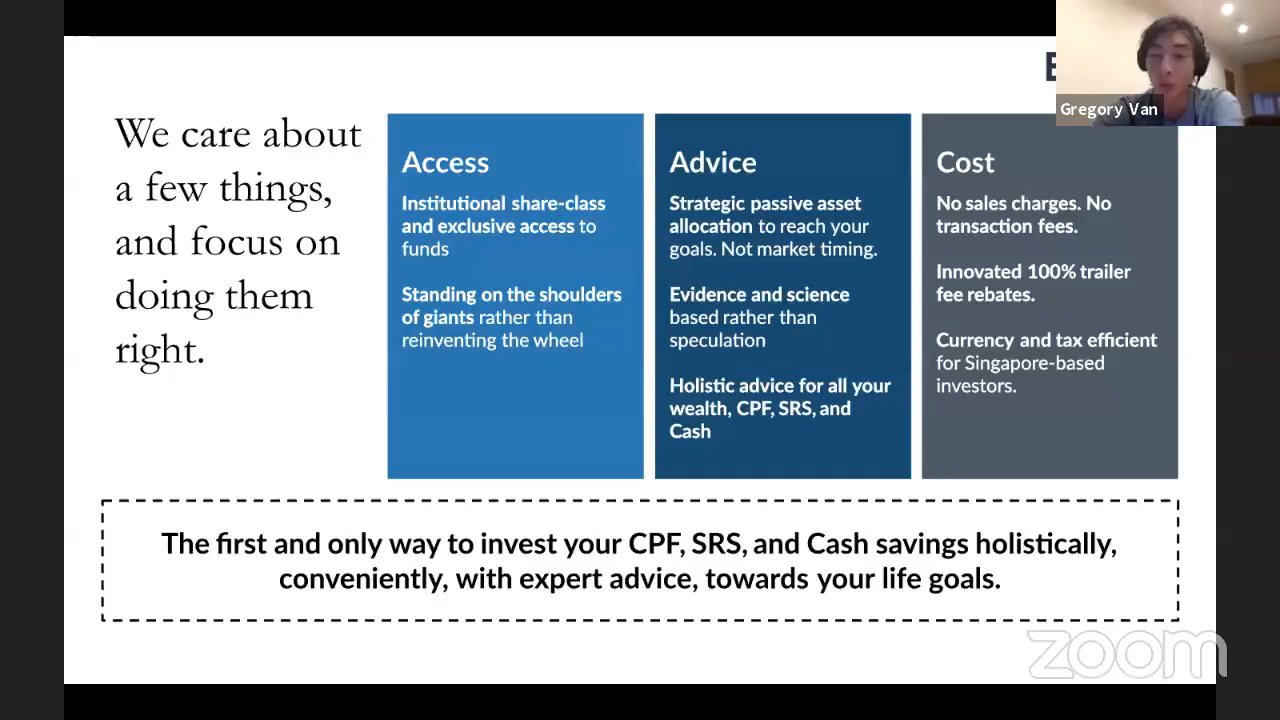 Gregory Van
We care about
a few things,
and focus on
doing them
right.
Access
Institutional share-class
and exclusive access to
funds
Standing on the shoulders
of giants rather than
reinventing the wheel
Advice
Strategic passive asset
allocation to reach your
goals. Not market timing.
Evidence and science
based rather than
speculation
Holistic advice for all your
wealth, CPF, SRS, and
Cash
Cost
No sales charges. No
transaction fees.
Innovated 100% trailer
fee rebates.
Currency and tax efficient
for Singapore-based
investors.
The first and only way to invest your CPF, SRS, and Cash savings holistically,
conveniently, with expert advice, towards your life goals.
zoom